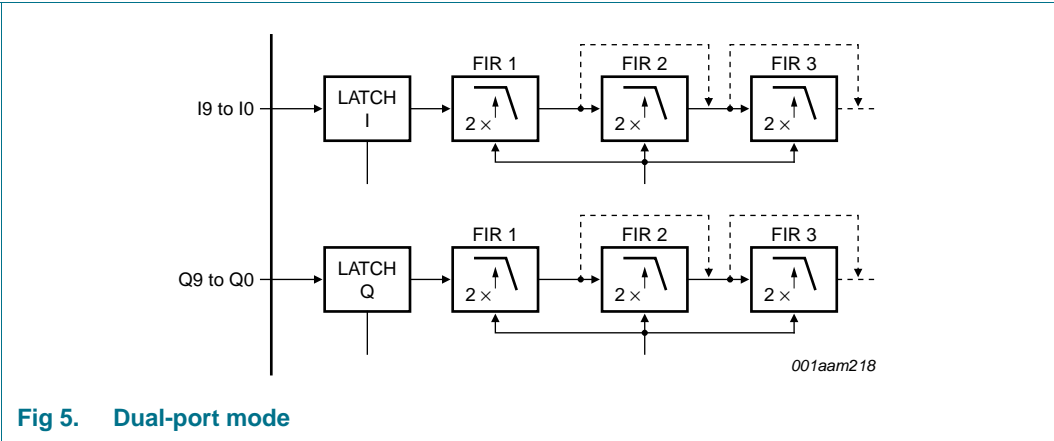 FIR 1 FIR 2 FIR 3
I9 to I0
LATCH
I
2 × 2 × 2 ×
FIR 1 FIR 2 FIR 3
Q9 to Q0
LATCH
Q
2 × 2 × 2 ×
001aam218
Fig 5. Dual-port mode